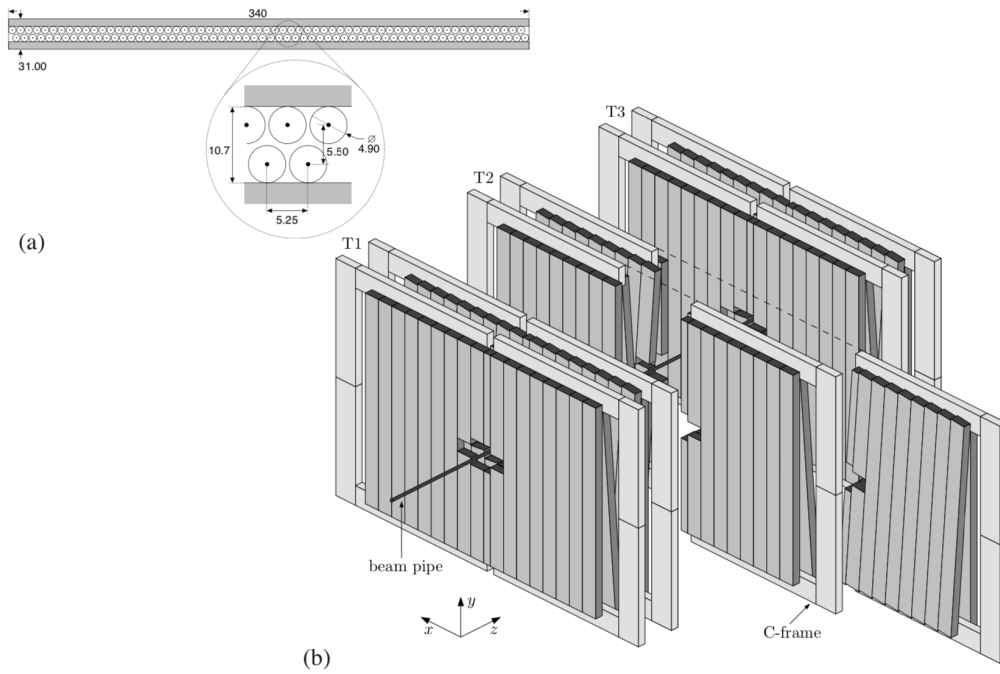 340
31.00
10.7
5.50
Ø
4.90
5.25
(a)
T3
T2
T1
beam pipe
y
x
z
C-frame
(b)